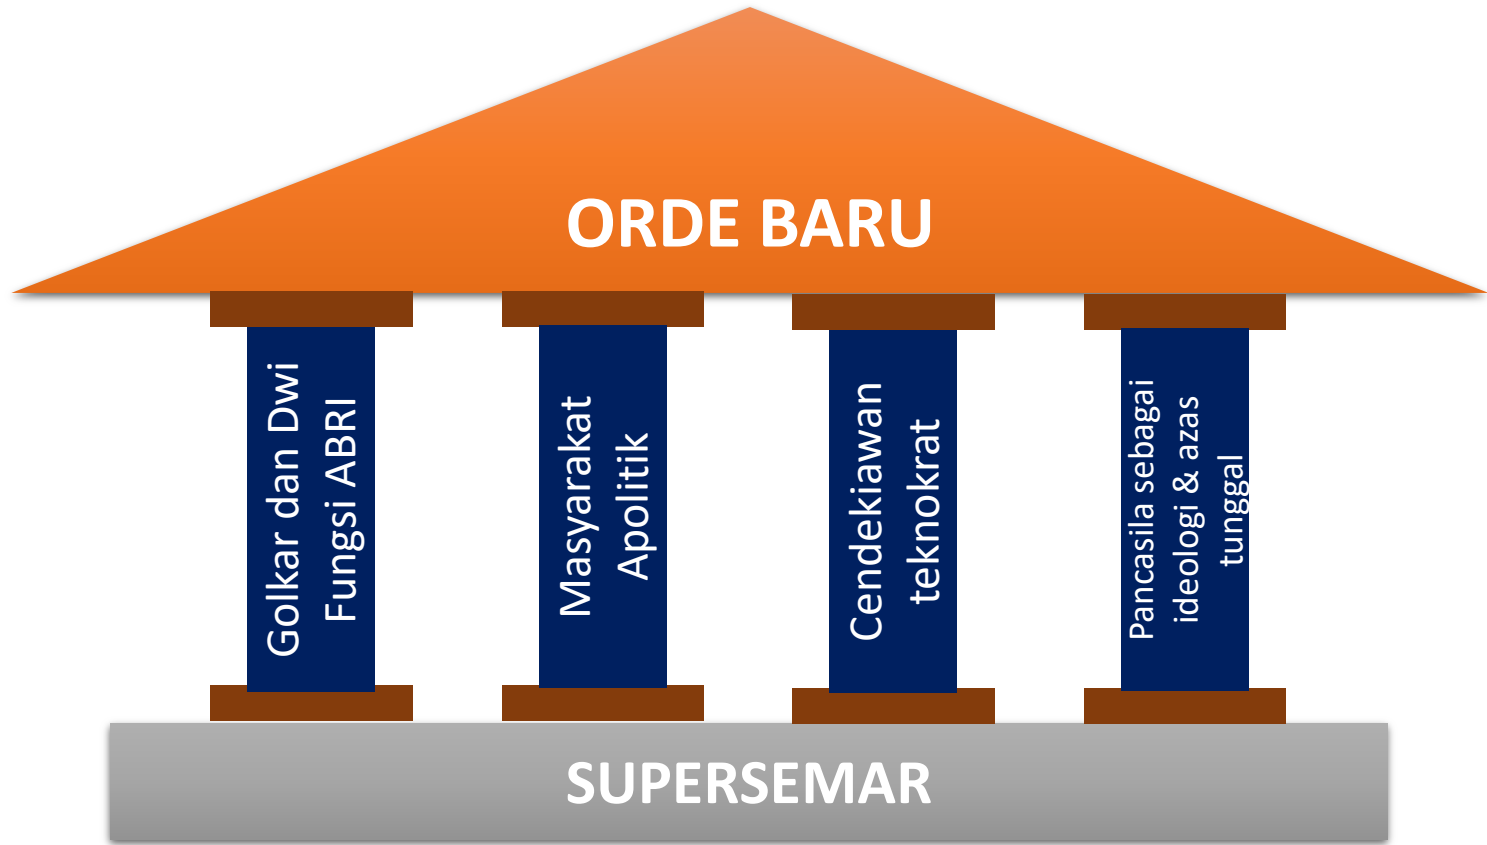 ORDE BARU
Golkar dan Dwi
Fungsi ABRI
Masyarakat
Apolitik
Cendekiawan
teknokrat
Pancasila sebagai
ideologi & azas
tunggal
SUPERSEMAR